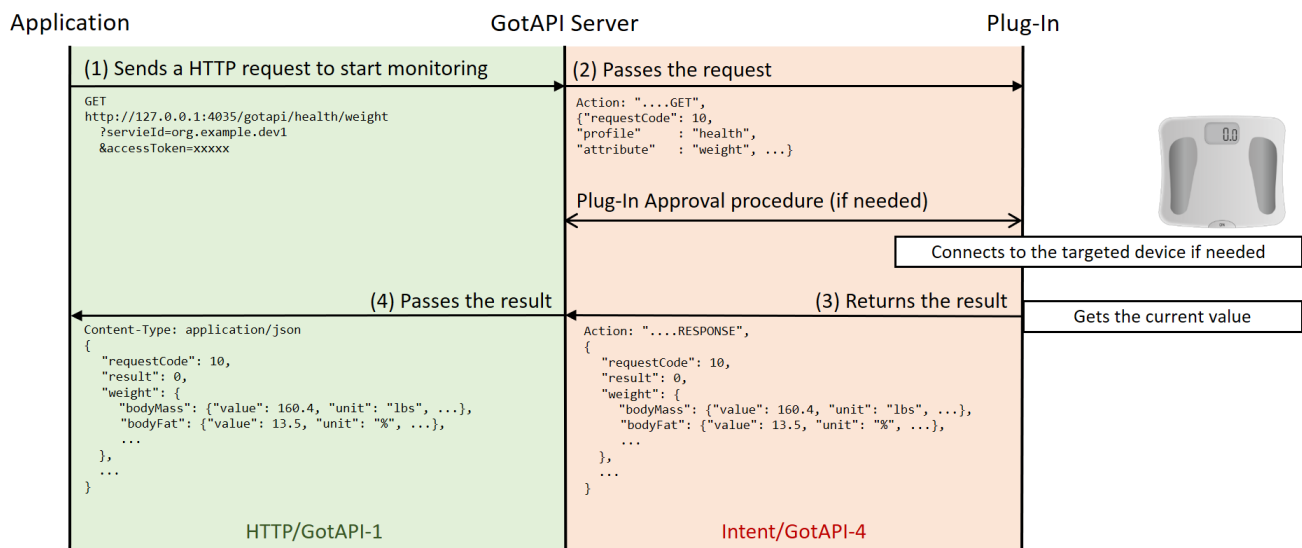 Application
GotAPI Server
Plug-In
(1) Sends a HTTP request to start monitoring
GET
http://127.0.0.1:4035/gotapi/health/weight
?servieId=org.example.dev1
&accessToken=xxxxx
(2) Passes the request
Action: "....GET",
{"requestCode": 10,
"profile" : "health",
"attribute" : "weight", ...}
0.0
Plug-In Approval procedure (if needed)
Connects to the targeted device if needed
(4) Passes the result
Content-Type: application/json
{
"requestCode": 10,
"result": 0,
"weight": {
"bodyMass": {"value": 160.4, "unit": "lbs", ...},
"bodyFat": {"value": 13.5, "unit": "%", ...},
...
},
...
}
(3) Returns the result
Gets the current value
Action: "....RESPONSE",
{
"requestCode": 10,
"result": 0,
"weight": {
"bodyMass": {"value": 160.4, "unit": "lbs", ...},
"bodyFat": {"value": 13.5, "unit": "%", ...},
...
},
...
}
HTTP/GotAPI-1
Intent/GotAPI-4